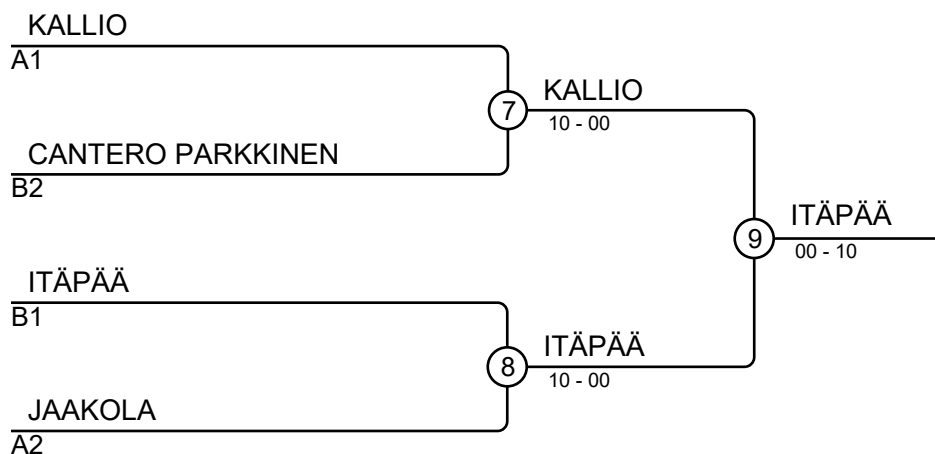 KALLIO
A1
7
KALLIO
10 - 00
CANTERO PARKKINEN
B2
9
ITÄPÄÄ
00 - 10
ITÄPÄÄ
B1
8
ITÄPÄÄ
10 - 00
JAAKOLA
A2